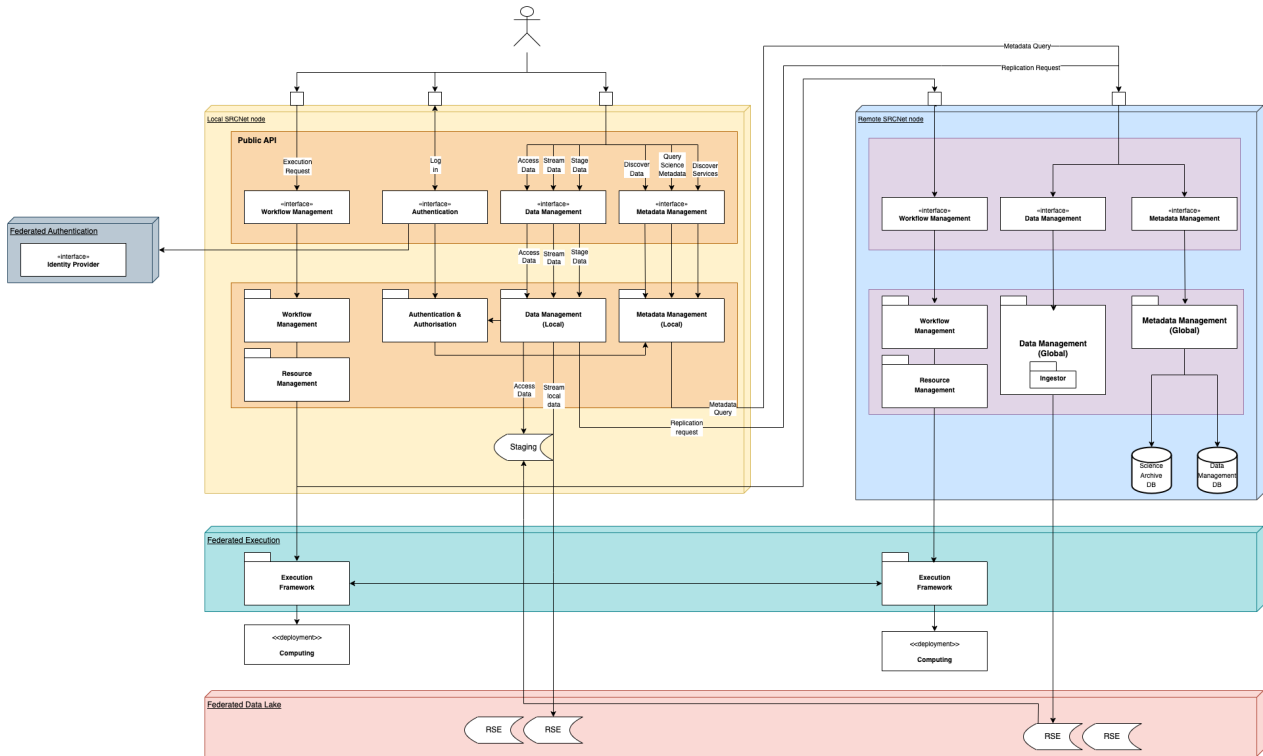 Metadata Query
Replication Request
Local SRCNet node
Remote SRCNet node
Public API
Execution
Request
Log
in
Access
Data
Stream
Data
Stage
Data
Discover
Data
Query
Science
Metadata
Discover
Services
«interface»
Workflow Management
«interface»
Authentication
«interface»
Data Management
«interface»
Metadata Management
«interface»
Workflow Management
«interface»
Data Management
«interface»
Metadata Management
Federated Authentication
«interface»
Identity Provider
Access
Data
Stream
Data
Stage
Data
Workflow
Management
Authentication &
Authorisation
Data Management
(Local)
Metadata Management
(Local)
Workflow
Management
Data Management
(Global)
Ingestor
Metadata Management
(Global)
Resource
Management
Resource
Management
Access
Data
Stream
local
data
Metadata
Query
Replication
request
Staging
Science
Archive
DB
Data
Management
DB
Federated Execution
Execution
Framework
Execution
Framework
<<deployment>>
Computing
<<deployment>>
Computing
Federated Data Lake
RSE
RSE
RSE
RSE